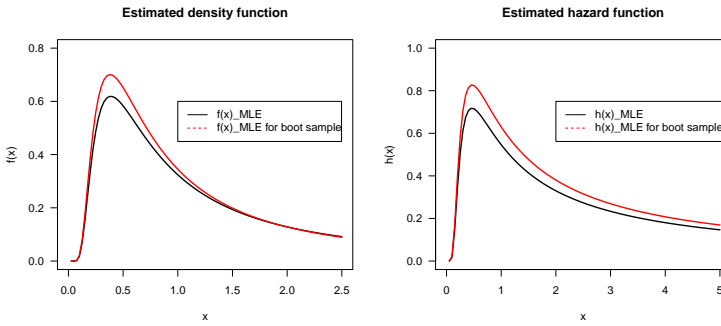 Estimated density function
f(x)
0.8
0.6
0.4
0.2
0.0
f(x)_MLE
f(x)_MLE for boot sample
0.0 0.5 1.0 1.5 2.0 2.5
x
Estimated hazard function
h(x)
1.0
0.8
0.6
0.4
0.2
0.0
h(x)_MLE
h(x)_MLE for boot sample
0 1 2 3 4 5
x